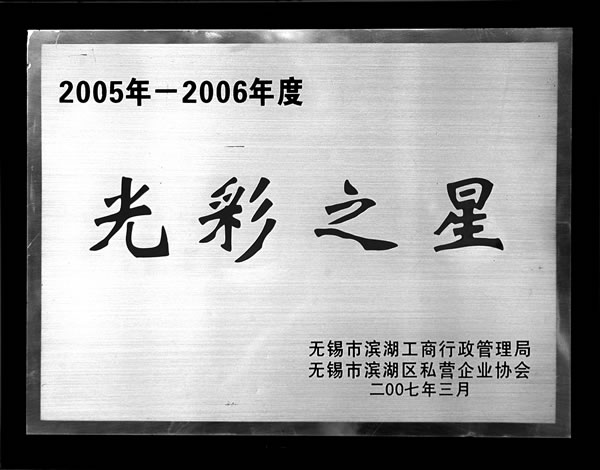 2005年－2006年度
光彩之星
无锡市滨湖工商行政管理局
无锡市滨湖区私营企业协会
二00七年三月